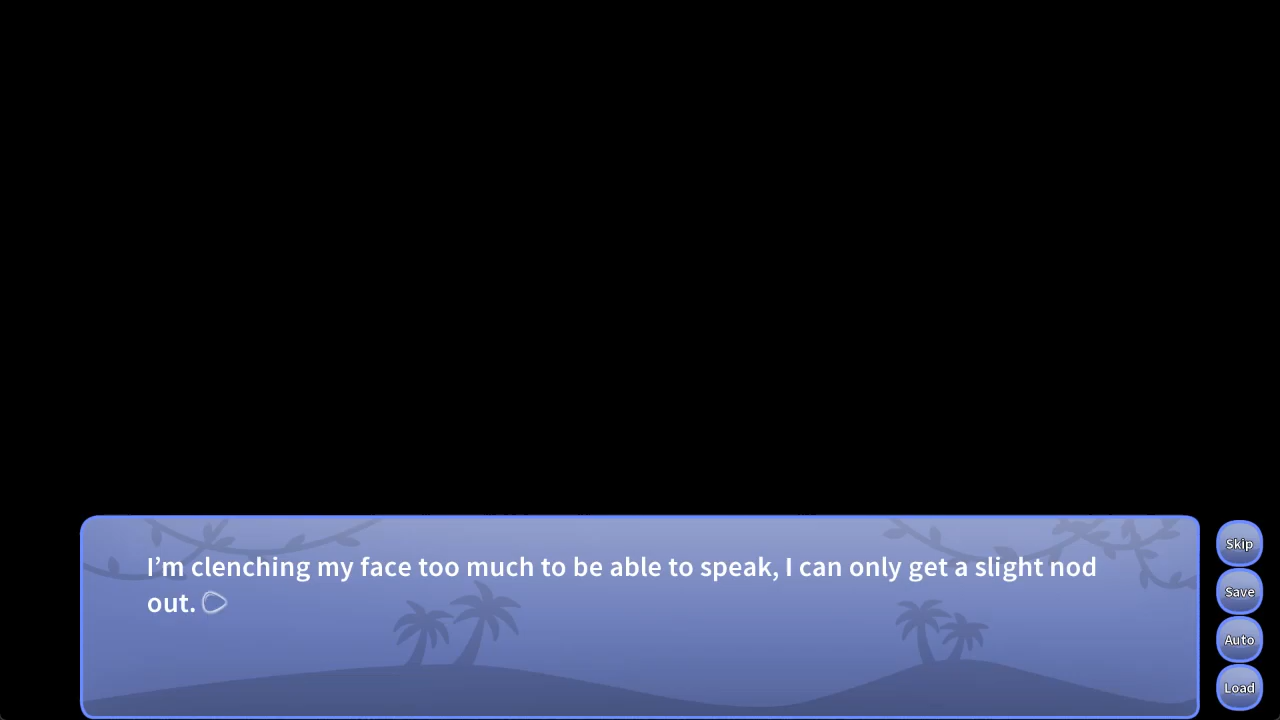 I’m clenching my face too much to be able to speak, I can only get a slight nod
out.
Skip
Save
Auto
Load